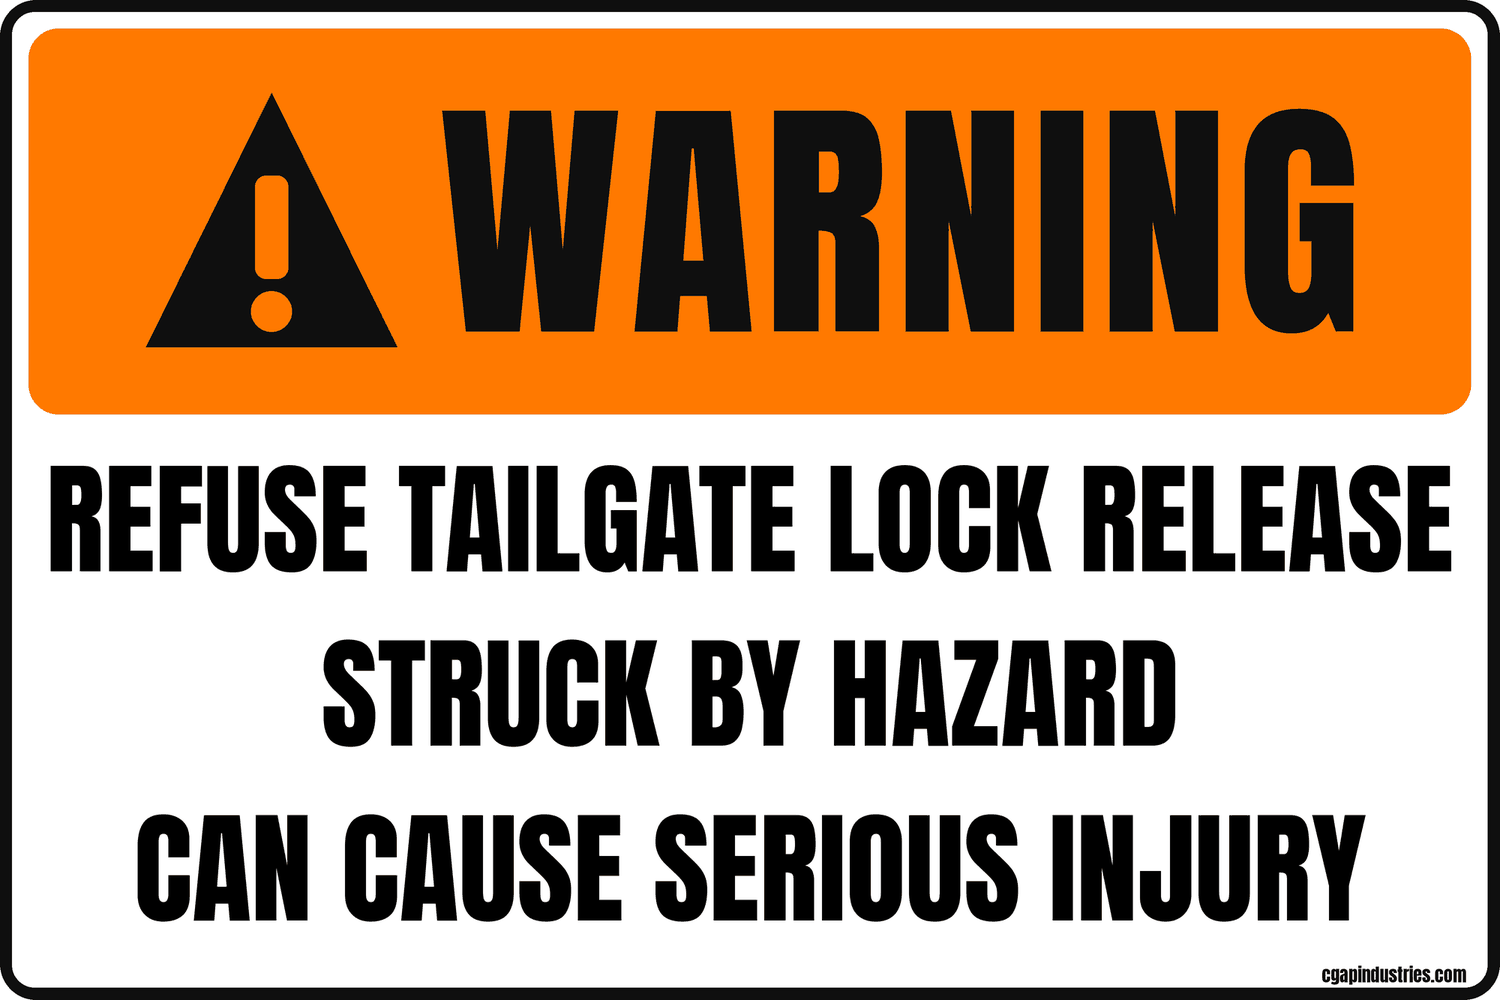 WARNING
REFUSE TAILGATE LOCK RELEASE
STRUCK BY HAZARD
CAN CAUSE SERIOUS INJURY
cgapindustries.com